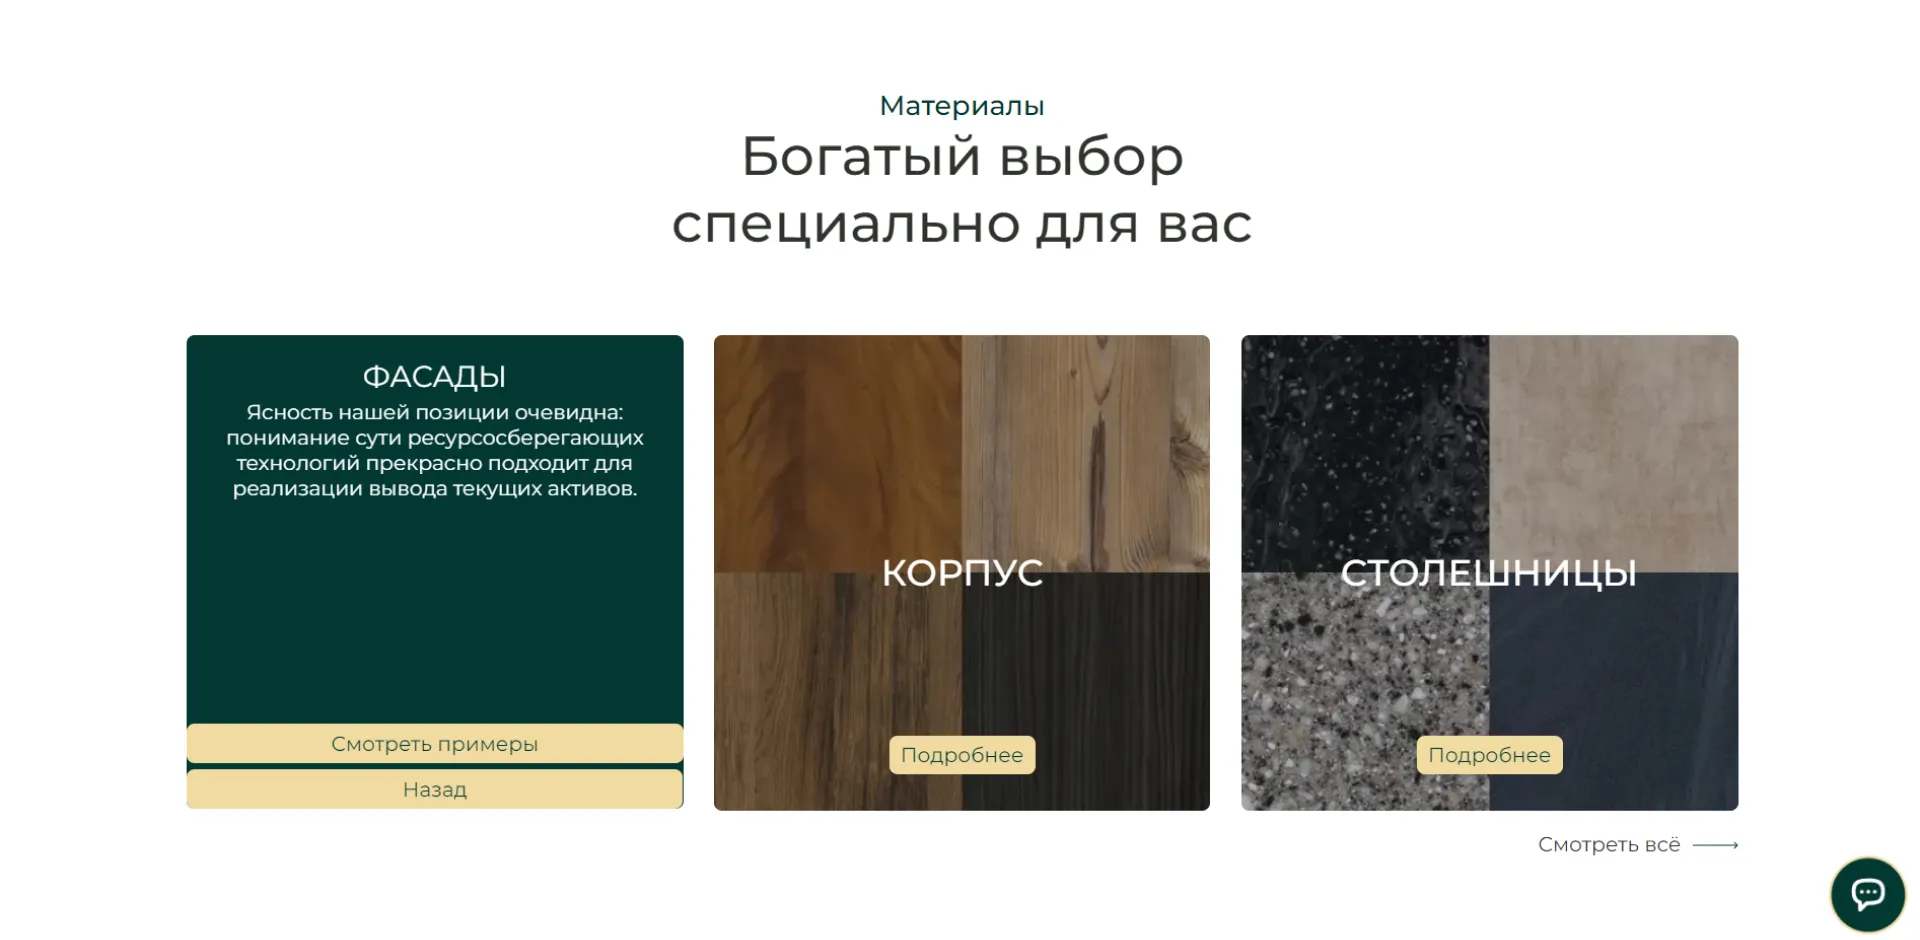 Материалы
Богатый выбор
специально для вас
ФАСАДЫ
Ясность нашей позиции очевидна:
понимание сути ресурсосберегающих
технологий прекрасно подходит для
реализации вывода текущих активов.
Смотреть примеры
Назад
КОРПУС
Подробнее
СТОЛЕШНИЦЫ
Подробнее
Смотреть всё